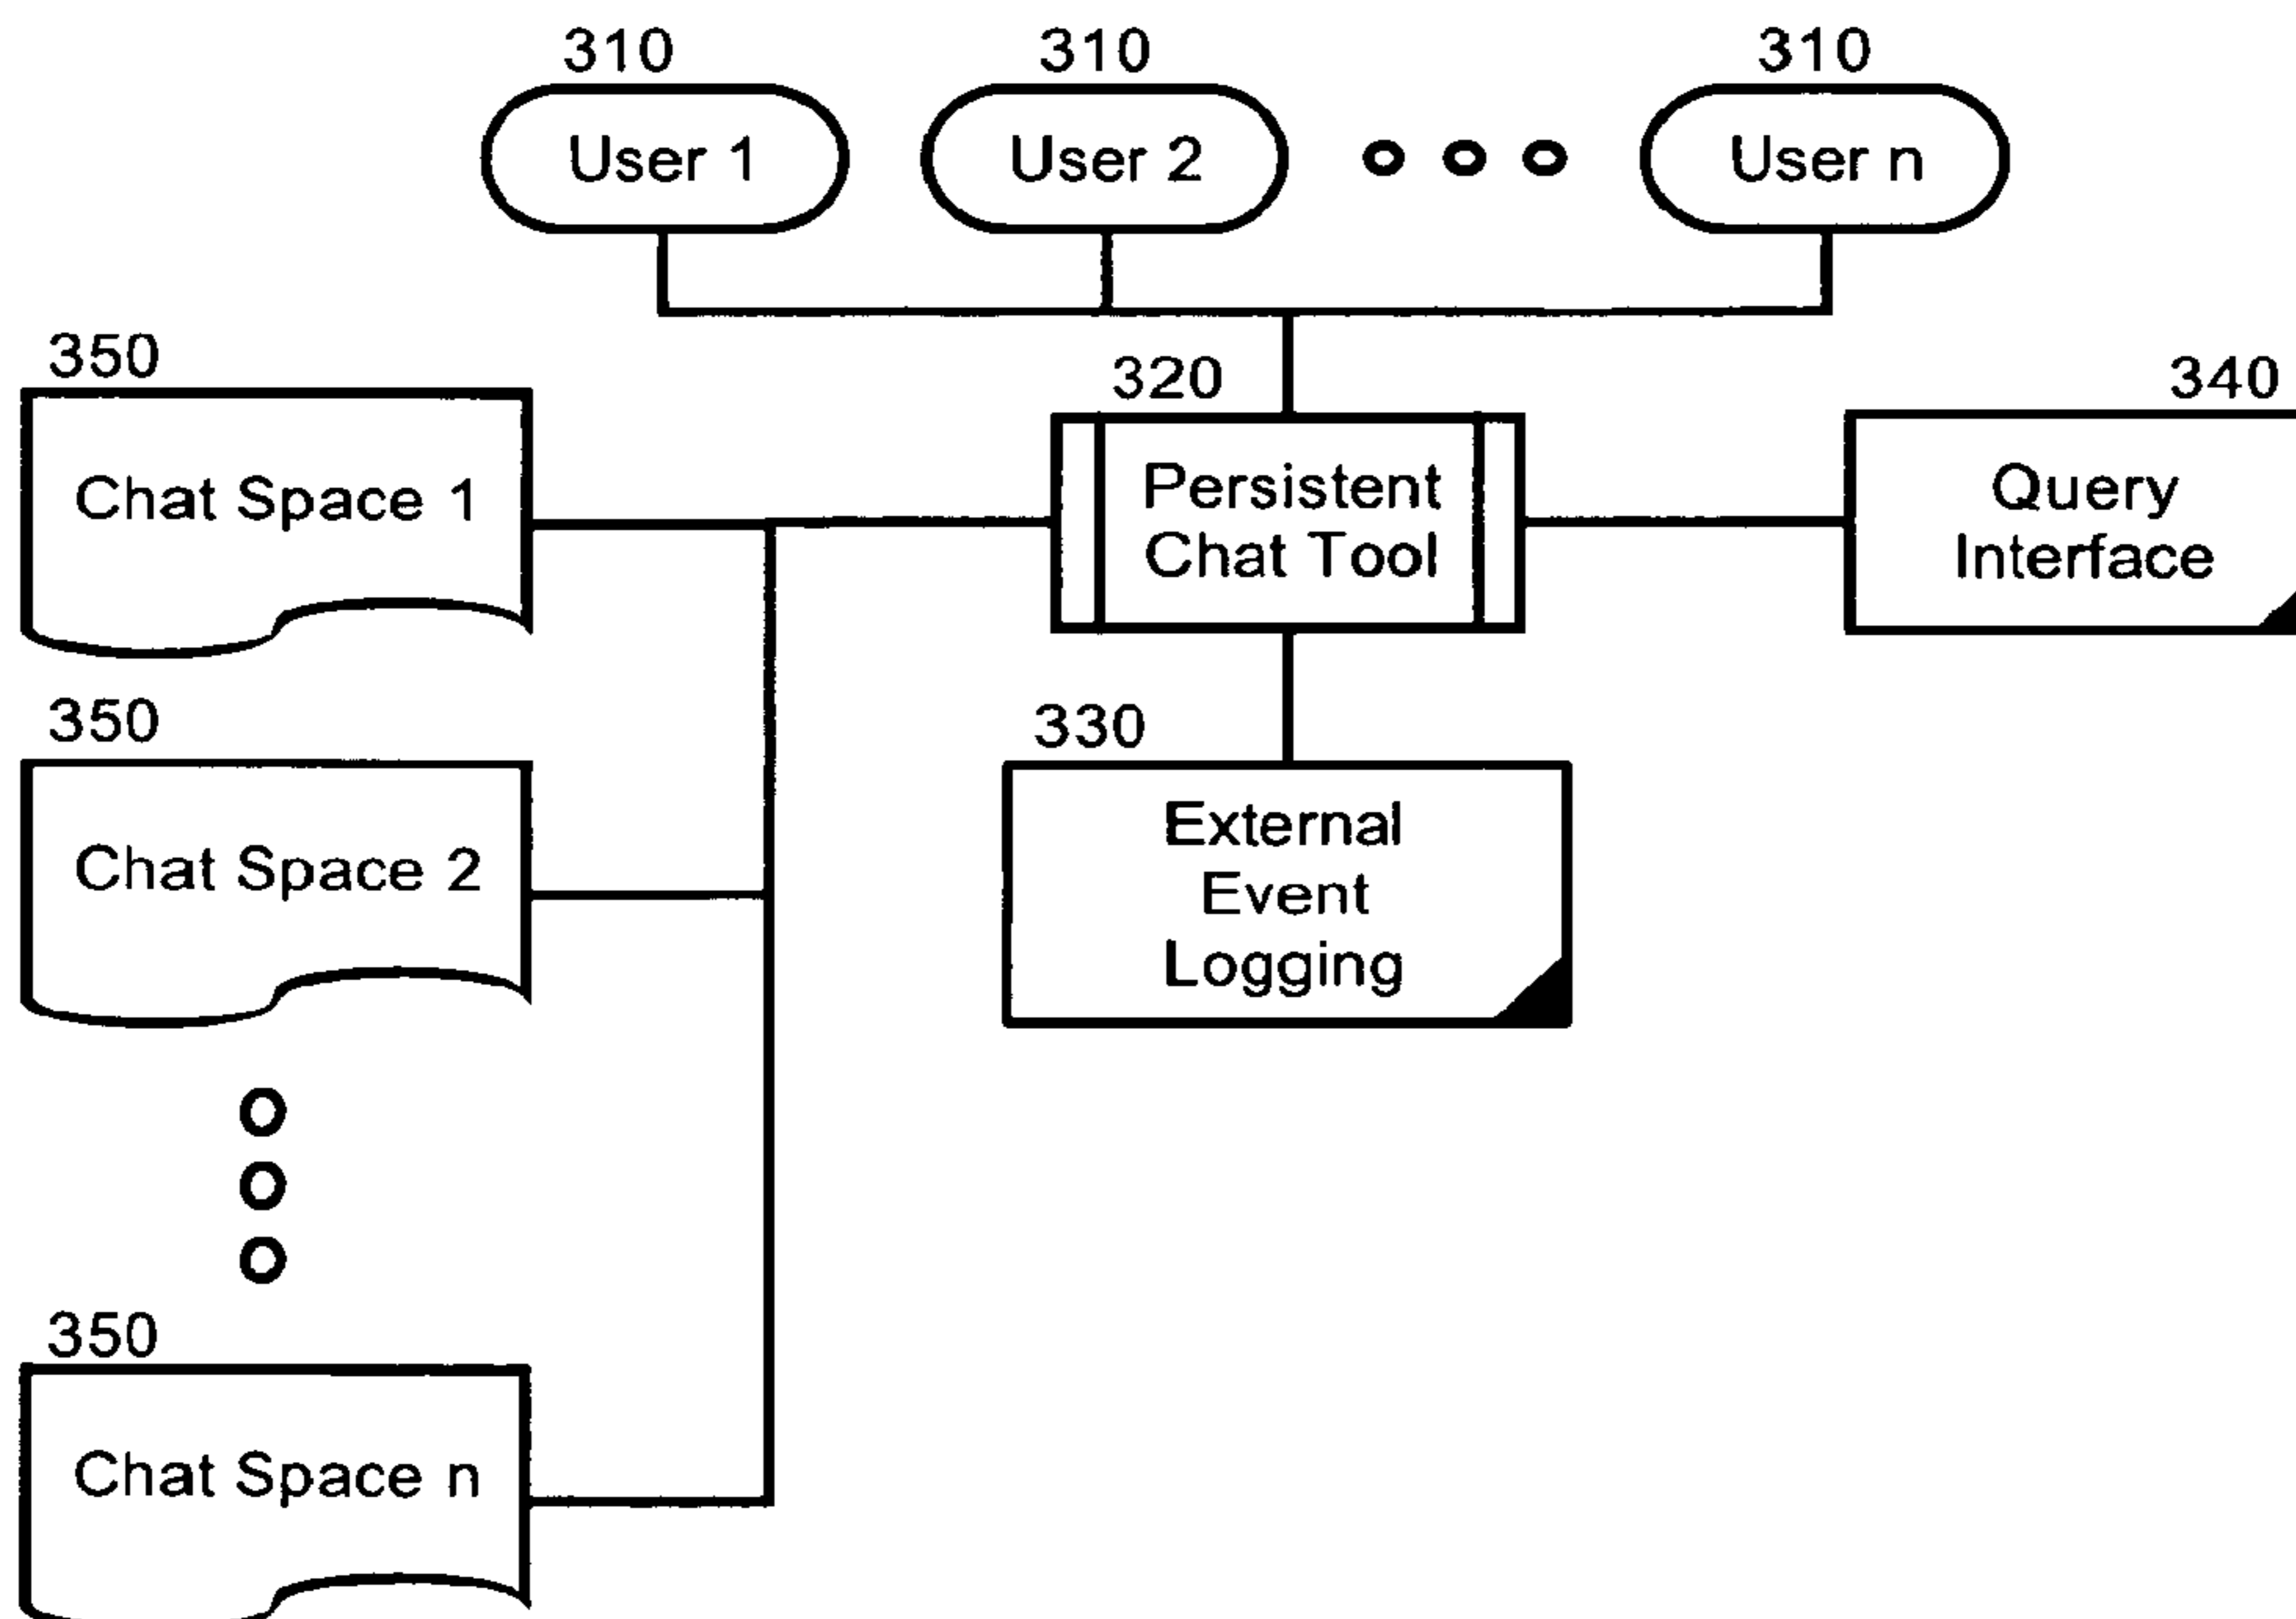 310
310
310
User 1
User 2
User n
350
320
340
Chat Space 1
Persistent
Chat Tool
Query
Interface
350
330
Chat Space 2
External
Event
Logging
350
Chat Space n